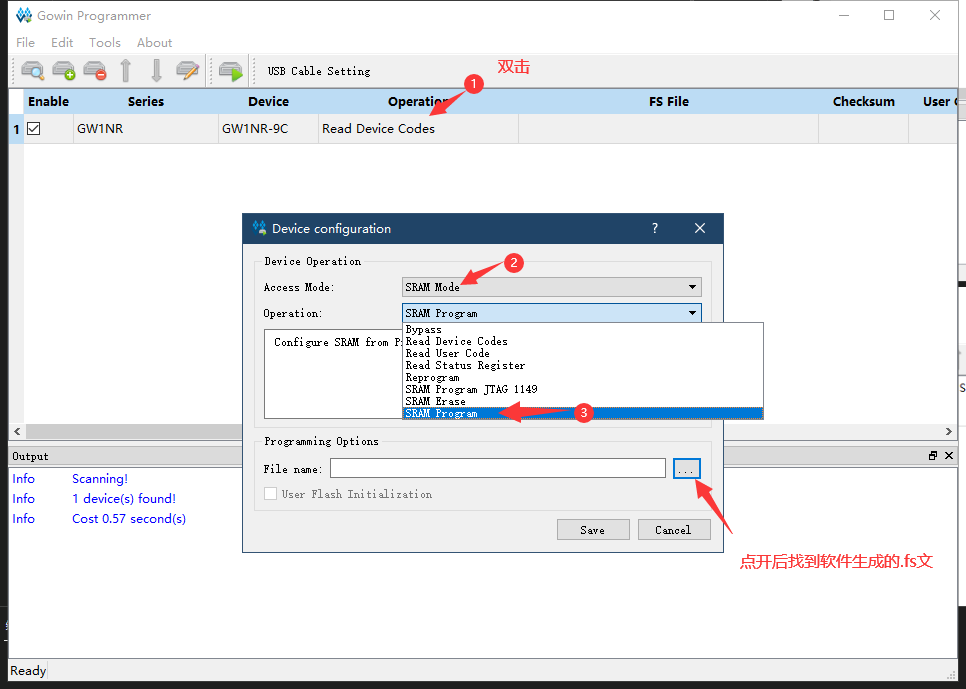 Gowin Programmer
File Edit Tools About
USB Cable Setting
双击
1
Enable Series Device Operation FS File Checksum User
1 GW1NR GW1NR-9C Read Device Codes
Device configuration ?
Device Operation
2
Access Mode: SRAM Mode
Operation: SRAM Program
Configure SRAM from
Bypass
Read Device Codes
Read User Code
Read Status Register
Reprogram
SRAM Program JTAG 1149
SRAM Erase
SRAM Program
3
Programming Options
File name: ...
User Flash Initialization
Save Cancel
Output
Info Scanning!
Info 1 device(s) found!
Info Cost 0.57 second(s)
点开后找到软件生成的.fs文
Ready